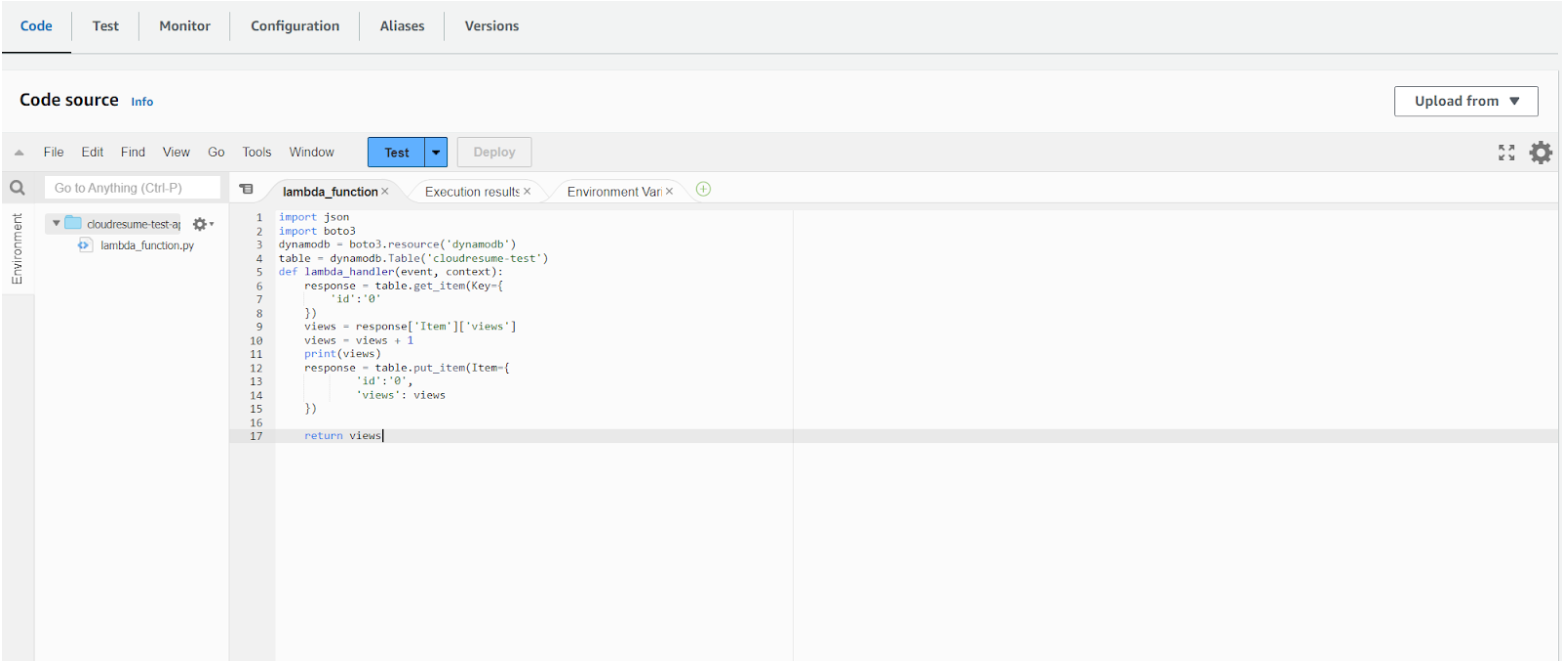 Code Test Monitor Configuration Aliases Versions
Code source Info
Upload from
File Edit Find View Go Tools Window Test Deploy
Go to Anything (Ctrl-P)
lambda_function × Execution results × Environment Vari ×
Environment
cloudresume-test-ap
lambda_function.py
1 import json
2 import boto3
3 dynamodb = boto3.resource('dynamodb')
4 table = dynamodb.Table('cloudresume-test')
5 def lambda_handler(event, context):
6     response = table.get_item(Key={
7         'id':'0'
8     })
9     views = response['Item']['views']
10     views = views + 1
11     print(views)
12     response = table.put_item(Item={
13             'id':'0',
14             'views': views
15     })
16
17     return views